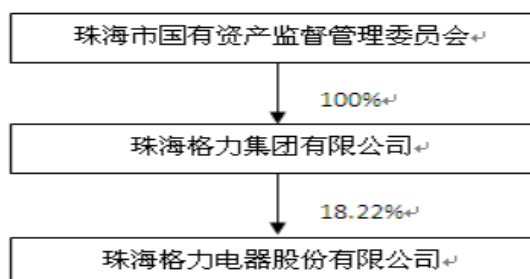 珠海市国有资产监督管理委员会
100%
珠海格力集团有限公司
18.22%
珠海格力电器股份有限公司